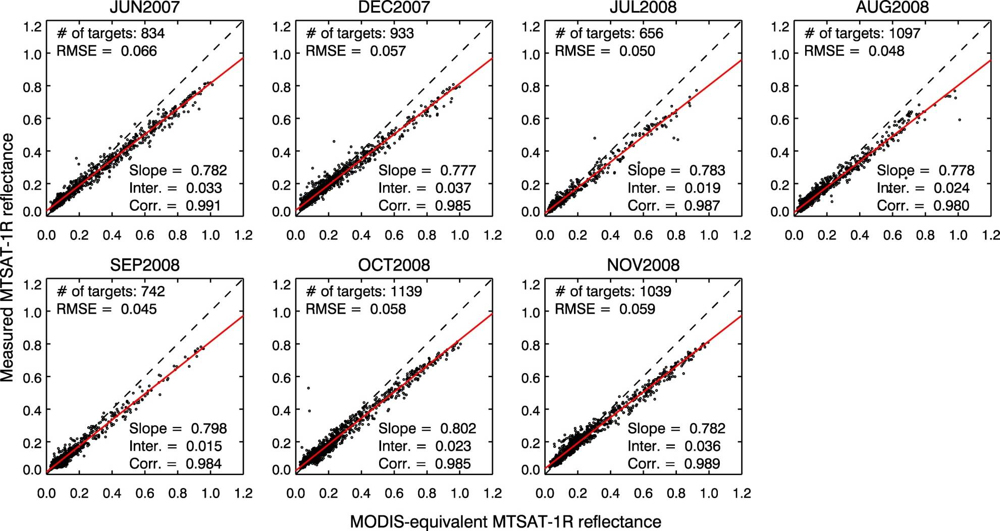 JUN2007
# of targets: 834
RMSE = 0.066
Slope = 0.782
Inter. = 0.033
Corr. = 0.991
1.2
1.0
0.8
0.6
0.4
0.2
0.0
0.0 0.2 0.4 0.6 0.8 1.0 1.2
DEC2007
# of targets: 933
RMSE = 0.057
Slope = 0.777
Inter. = 0.037
Corr. = 0.985
1.2
1.0
0.8
0.6
0.4
0.2
0.0
0.0 0.2 0.4 0.6 0.8 1.0 1.2
JUL2008
# of targets: 656
RMSE = 0.050
Slope = 0.783
Inter. = 0.019
Corr. = 0.987
1.2
1.0
0.8
0.6
0.4
0.2
0.0
0.0 0.2 0.4 0.6 0.8 1.0 1.2
AUG2008
# of targets: 1097
RMSE = 0.048
Slope = 0.778
Inter. = 0.024
Corr. = 0.980
1.2
1.0
0.8
0.6
0.4
0.2
0.0
0.0 0.2 0.4 0.6 0.8 1.0 1.2
SEP2008
# of targets: 742
RMSE = 0.045
Slope = 0.798
Inter. = 0.015
Corr. = 0.984
1.2
1.0
0.8
0.6
0.4
0.2
0.0
0.0 0.2 0.4 0.6 0.8 1.0 1.2
OCT2008
# of targets: 1139
RMSE = 0.058
Slope = 0.802
Inter. = 0.023
Corr. = 0.985
1.2
1.0
0.8
0.6
0.4
0.2
0.0
0.0 0.2 0.4 0.6 0.8 1.0 1.2
NOV2008
# of targets: 1039
RMSE = 0.059
Slope = 0.782
Inter. = 0.036
Corr. = 0.989
1.2
1.0
0.8
0.6
0.4
0.2
0.0
0.0 0.2 0.4 0.6 0.8 1.0 1.2
Measured MTSAT-1R reflectance
MODIS-equivalent MTSAT-1R reflectance